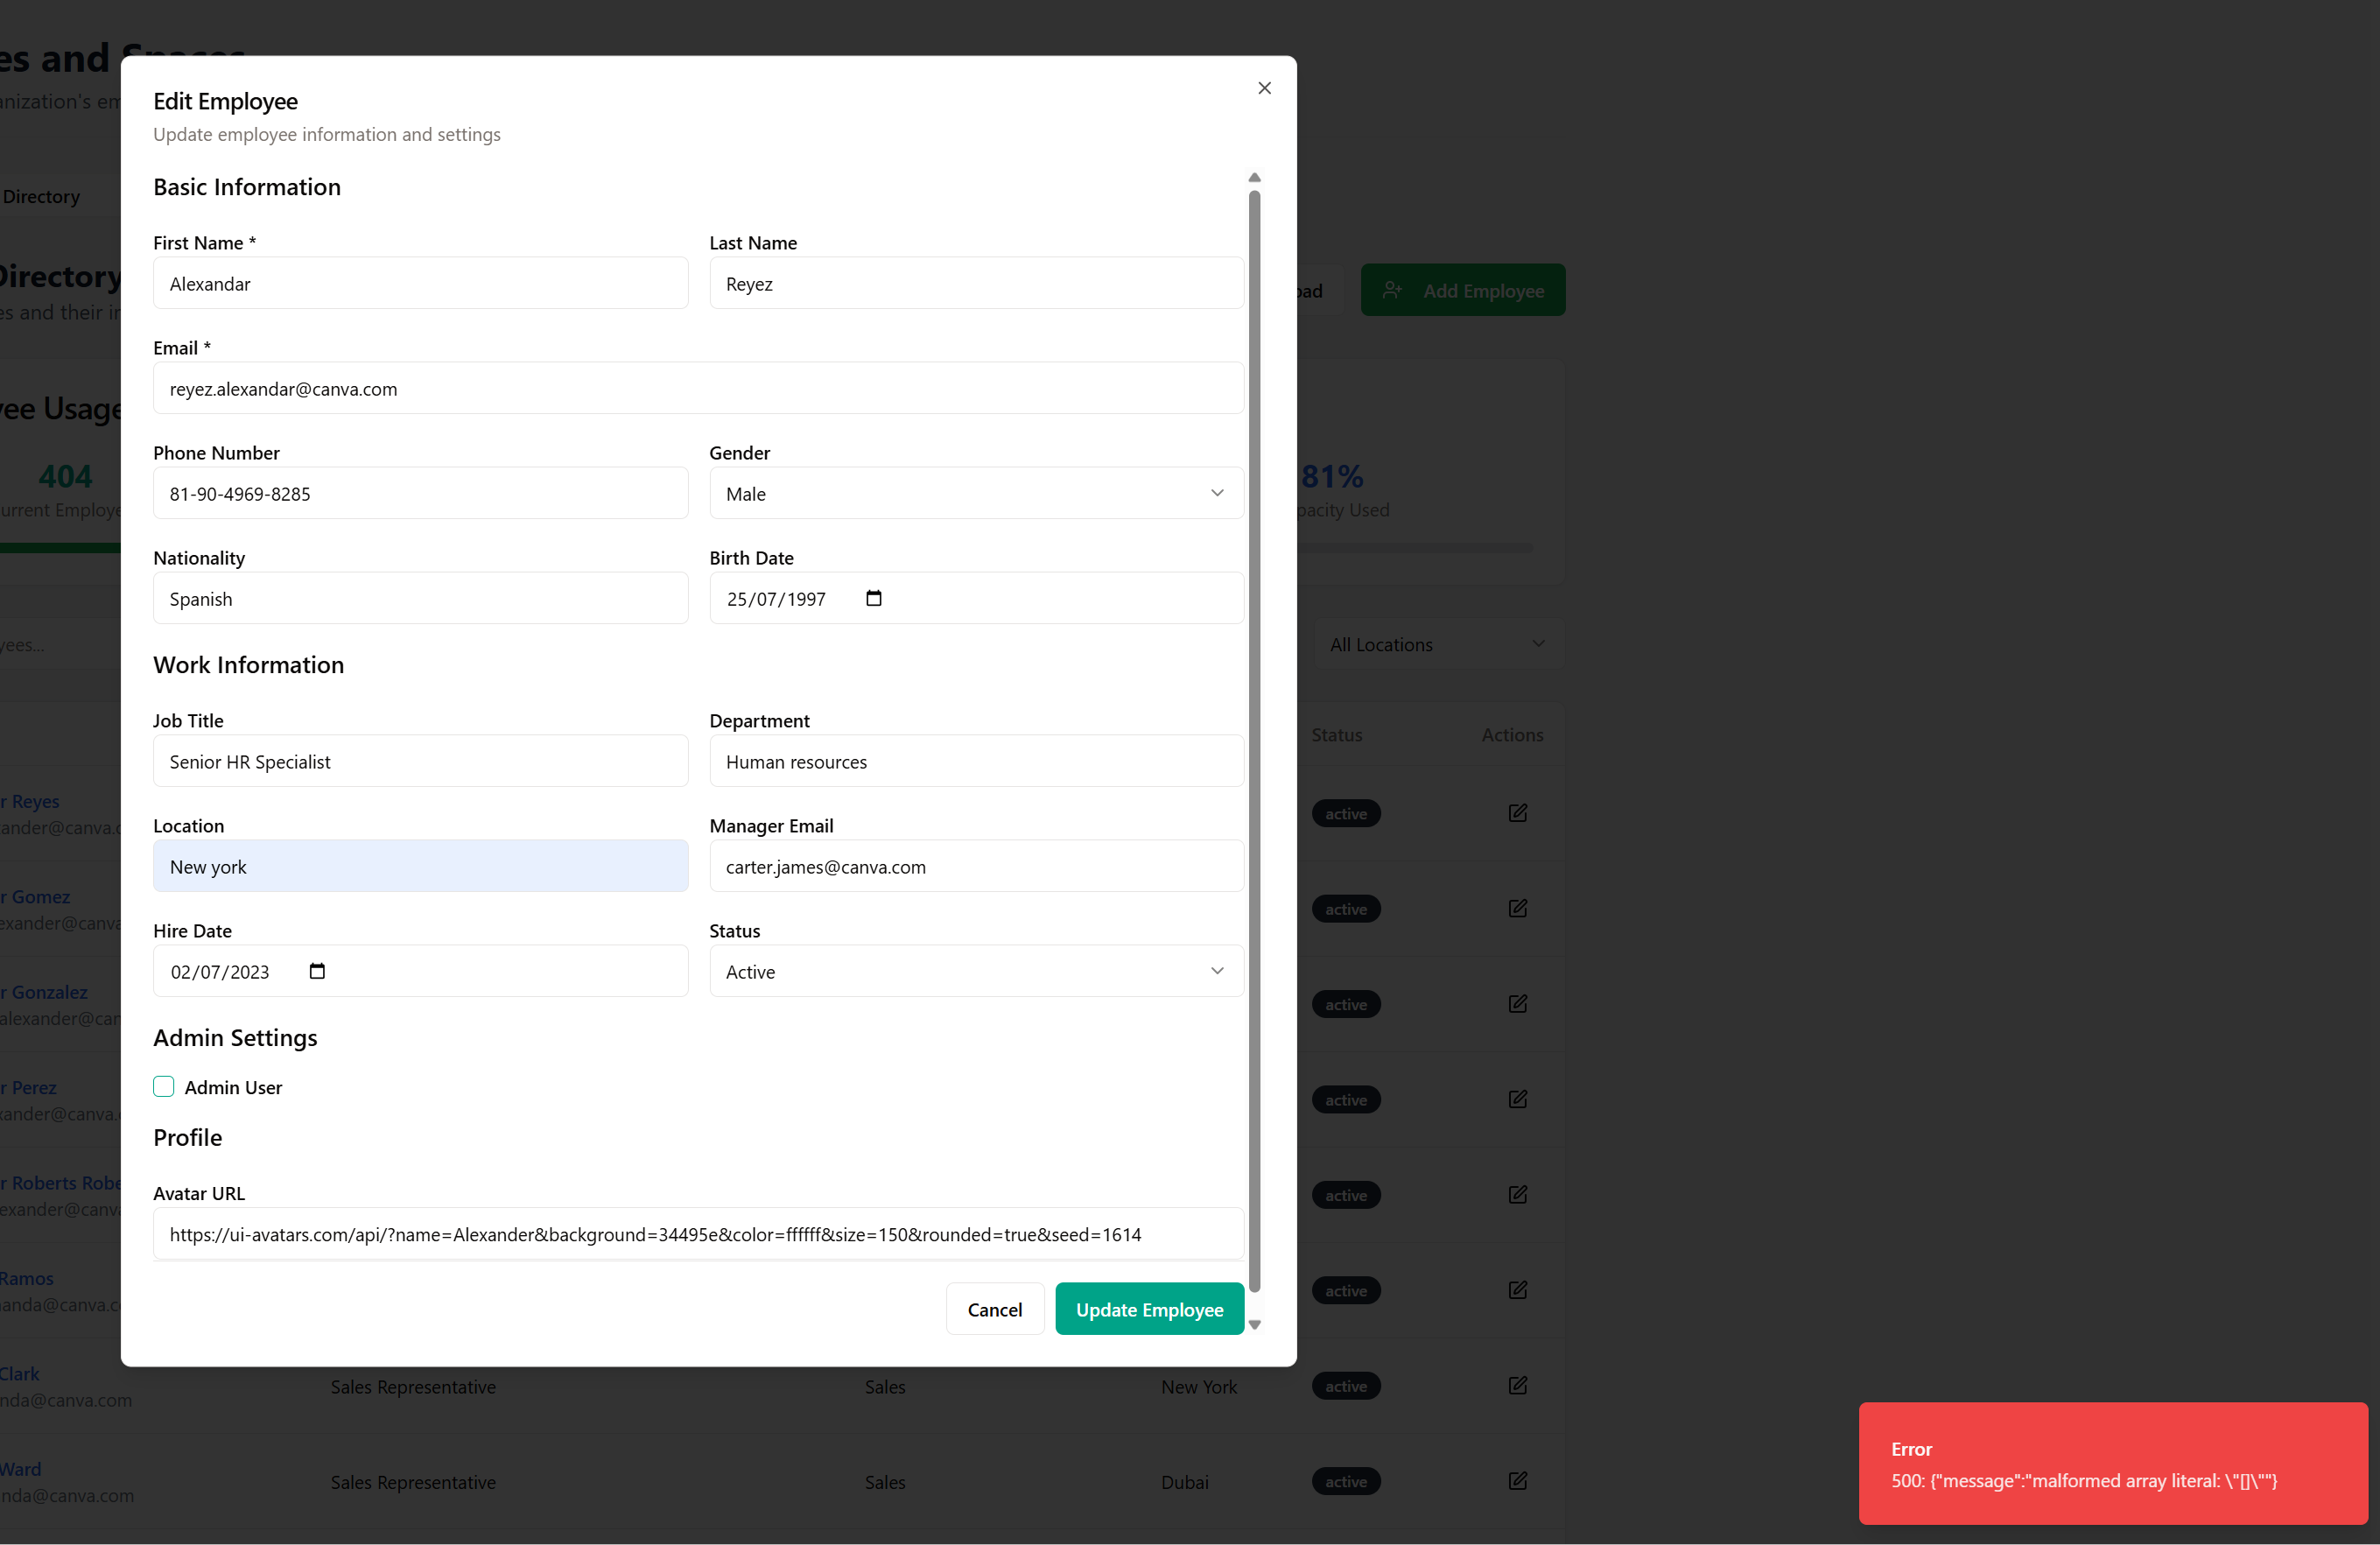 es and Spaces
anization's em
Directory
Directory
es and their in
oad
Add Employee
ee Usage
404
urrent Employe
81%
pacity Used
yees...
All Locations
Status Actions
r Reyes
ander@canva.c
active
r Gomez
exander@canva
active
r Gonzalez
alexander@can
active
r Perez
xander@canva.
active
r Roberts Robe
exander@canva
active
Ramos
anda@canva.co
active
Clark
nda@canva.com
Sales Representative
Sales
New York
active
Ward
nda@canva.com
Sales Representative
Sales
Dubai
active
Edit Employee
Update employee information and settings
Basic Information
First Name *
Alexandar
Last Name
Reyez
Email *
reyez.alexandar@canva.com
Phone Number
81-90-4969-8285
Gender
Male
Nationality
Spanish
Birth Date
25/07/1997
Work Information
Job Title
Senior HR Specialist
Department
Human resources
Location
New york
Manager Email
carter.james@canva.com
Hire Date
02/07/2023
Status
Active
Admin Settings
Admin User
Profile
Avatar URL
https://ui-avatars.com/api/?name=Alexander&background=34495e&color=ffffff&size=150&rounded=true&seed=1614
Cancel
Update Employee
Error
500: {"message":"malformed array literal: \"[]\""}